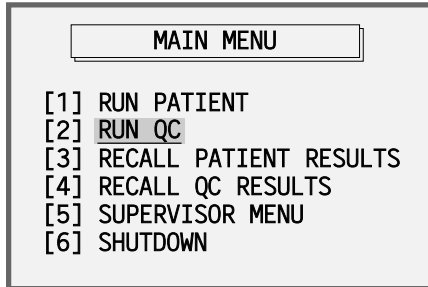 MAIN MENU
[1] RUN PATIENT
[2] RUN QC
[3] RECALL PATIENT RESULTS
[4] RECALL QC RESULTS
[5] SUPERVISOR MENU
[6] SHUTDOWN